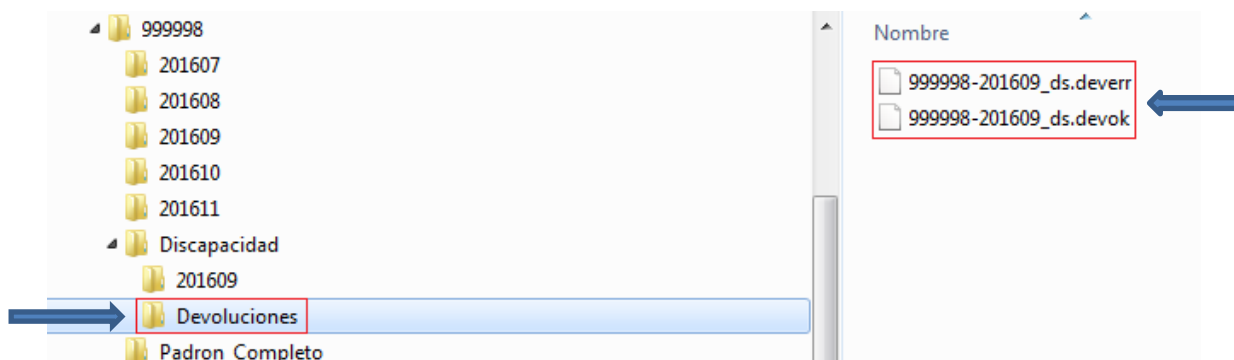 999998
201607
201608
201609
201610
201611
Discapacidad
201609
Devoluciones
Padron_Completo
Nombre
999998-201609_ds.deverr
999998-201609_ds.devok